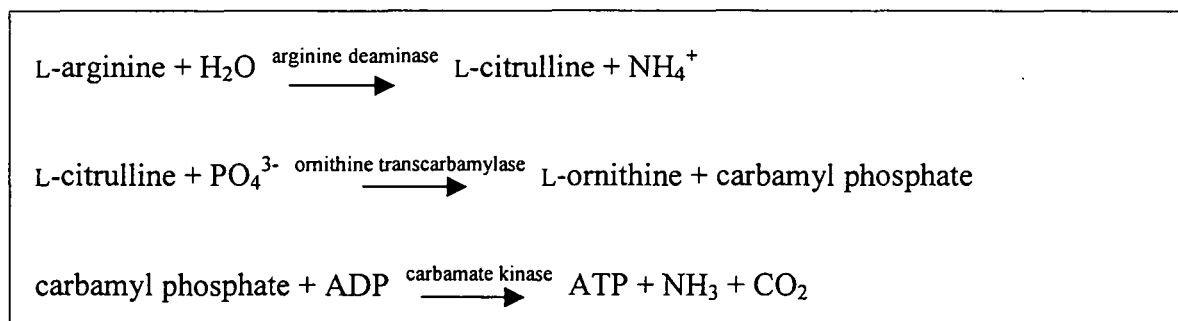 L-arginine + H₂O arginine deaminase L-citrulline + NH₄⁺
L-citrulline + PO₄³⁻ ornithine transcarbamylase L-ornithine + carbamyl phosphate
carbamyl phosphate + ADP carbamate kinase ATP + NH₃ + CO₂